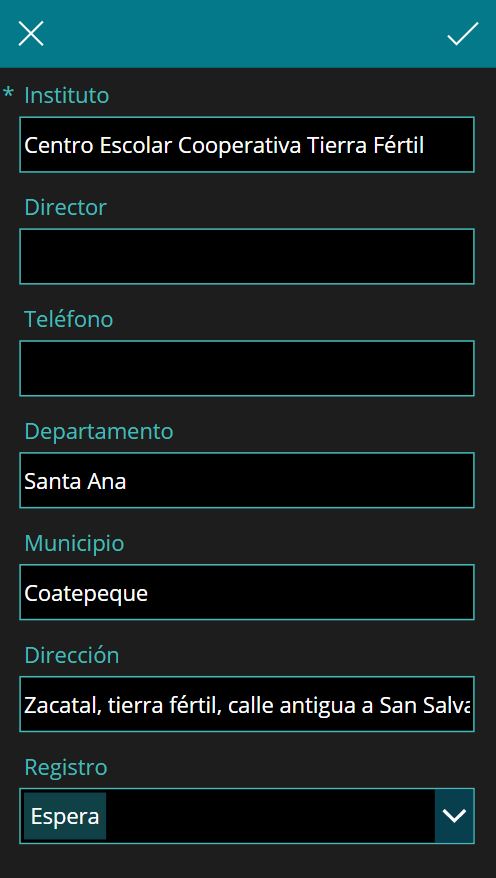 * Instituto
Centro Escolar Cooperativa Tierra Fértil
Director
Teléfono
Departamento
Santa Ana
Municipio
Coatepeque
Dirección
Zacatal, tierra fértil, calle antigua a San Salva
Registro
Espera